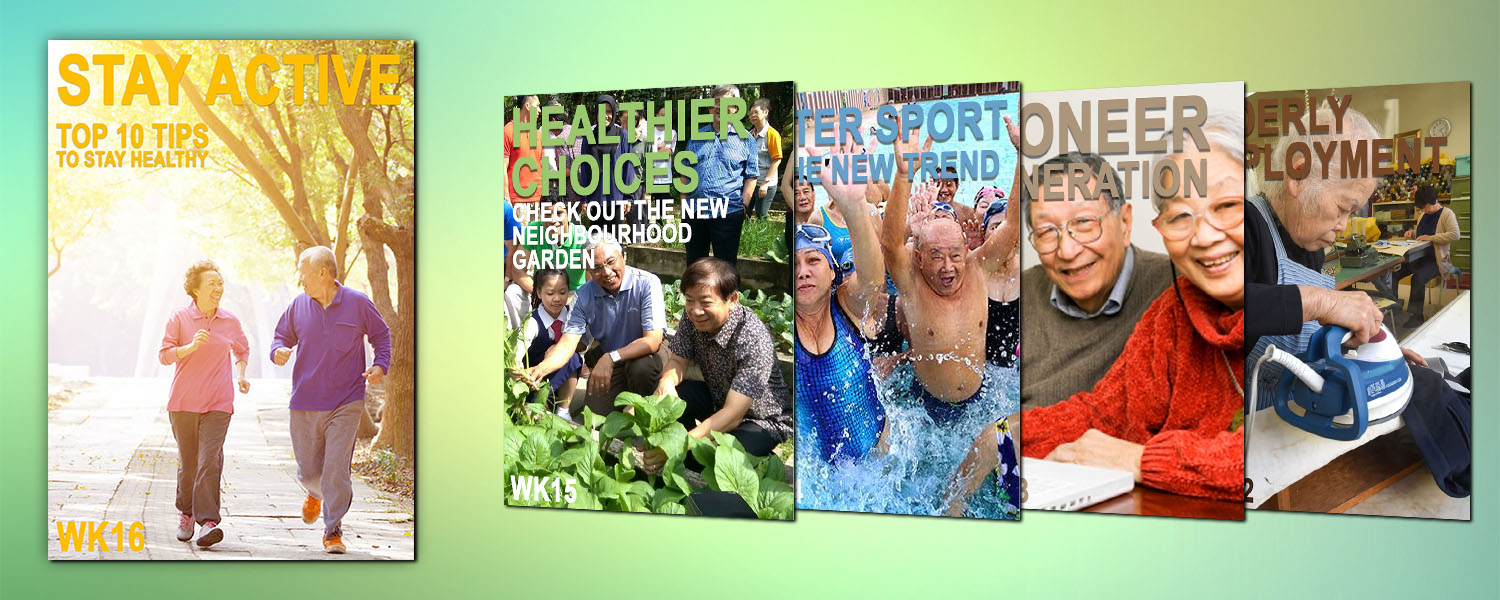 STAY ACTIVE
TOP 10 TIPS
TO STAY HEALTHY
WK16
HEALTHIER
CHOICES
CHECK OUT THE NEW
NEIGHBOURHOOD
GARDEN
WK15
TER SPORT
HE NEW TREND
ONEER
NERATION
DERLY
PLOYMENT
2